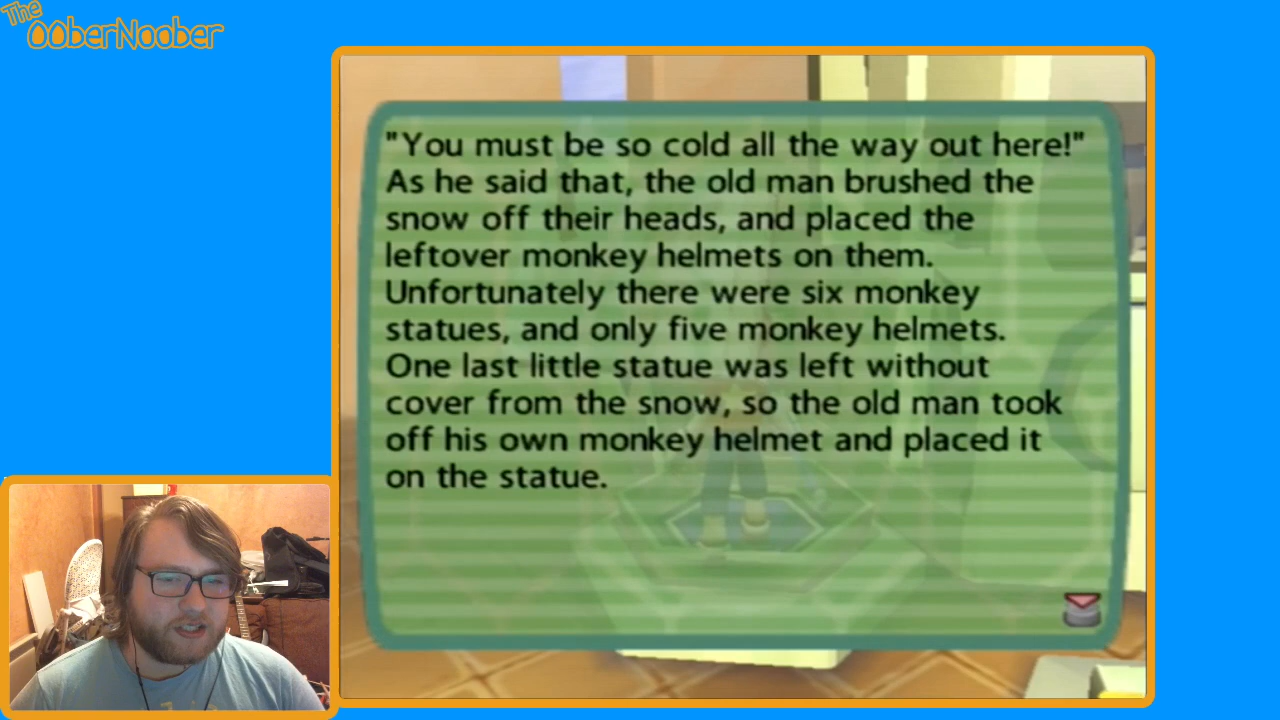 The
OOberNoober
"You must be so cold all the way out here!"
As he said that, the old man brushed the
snow off their heads, and placed the
leftover monkey helmets on them.
Unfortunately there were six monkey
statues, and only five monkey helmets.
One last little statue was left without
cover from the snow, so the old man took
off his own monkey helmet and placed it
on the statue.